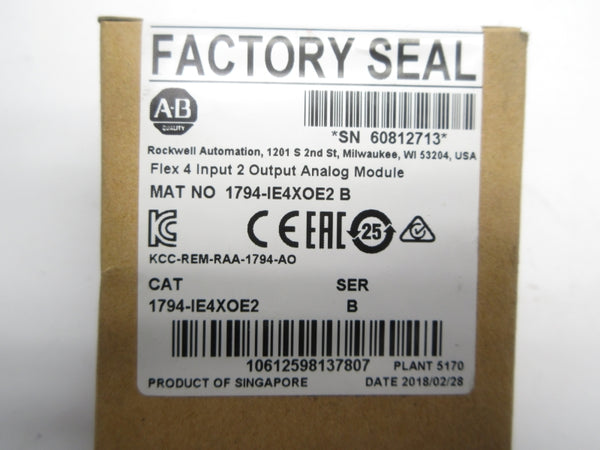 FACTORY SEAL
A·B
QUALITY
*SN 60812713*
Rockwell Automation, 1201 S 2nd St, Milwaukee, WI 53204, USA
Flex 4 Input 2 Output Analog Module
MAT NO 1794-IE4XOE2 B
CE EAC 25
KCC-REM-RAA-1794-AO
CAT SER
1794-IE4XOE2 B
10612598137807 PLANT 5170
PRODUCT OF SINGAPORE DATE 2018/02/28